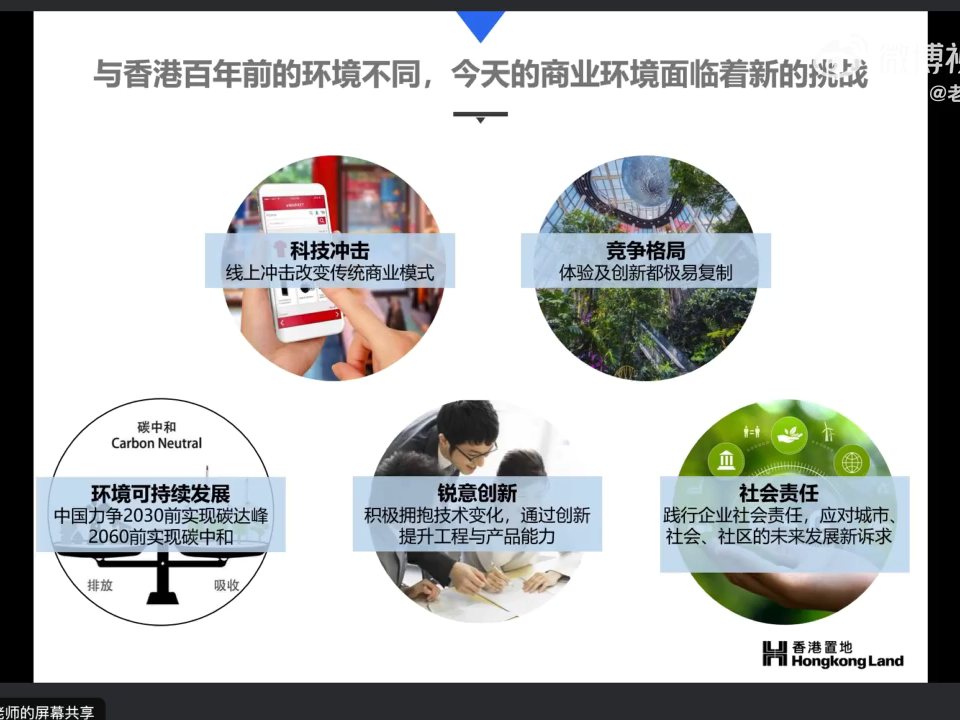 与香港百年前的环境不同，今天的商业环境面临着新的挑战
微博
@老
科技冲击
线上冲击改变传统商业模式
竞争格局
体验及创新都极易复制
碳中和
Carbon Neutral
环境可持续发展
中国力争2030前实现碳达峰
2060前实现碳中和
排放
吸收
锐意创新
积极拥抱技术变化，通过创新
提升工程与产品能力
社会责任
践行企业社会责任，应对城市、
社会、社区的未来发展新诉求
香港置地
Hongkong Land
老师的屏幕共享